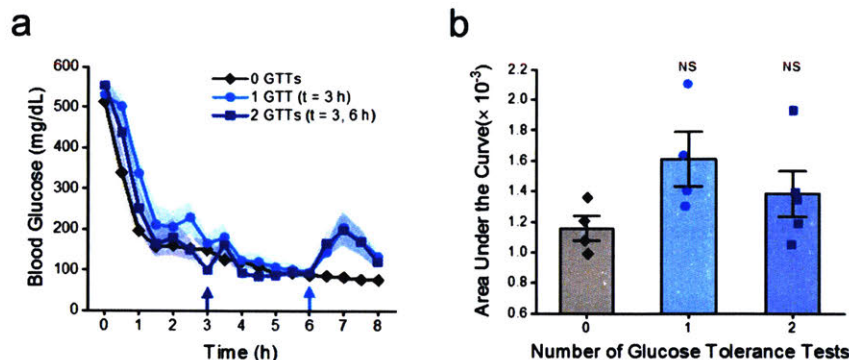 a
Blood Glucose (mg/dL)
600
500
400
300
200
100
0
0 GTTs
1 GTT (t = 3 h)
2 GTTs (t = 3, 6 h)
0 1 2 3 4 5 6 7 8
Time (h)
b
Area Under the Curve(× 10⁻³)
2.2
2.0
1.8
1.6
1.4
1.2
1.0
0.8
0.6
NS NS
0 1 2
Number of Glucose Tolerance Tests